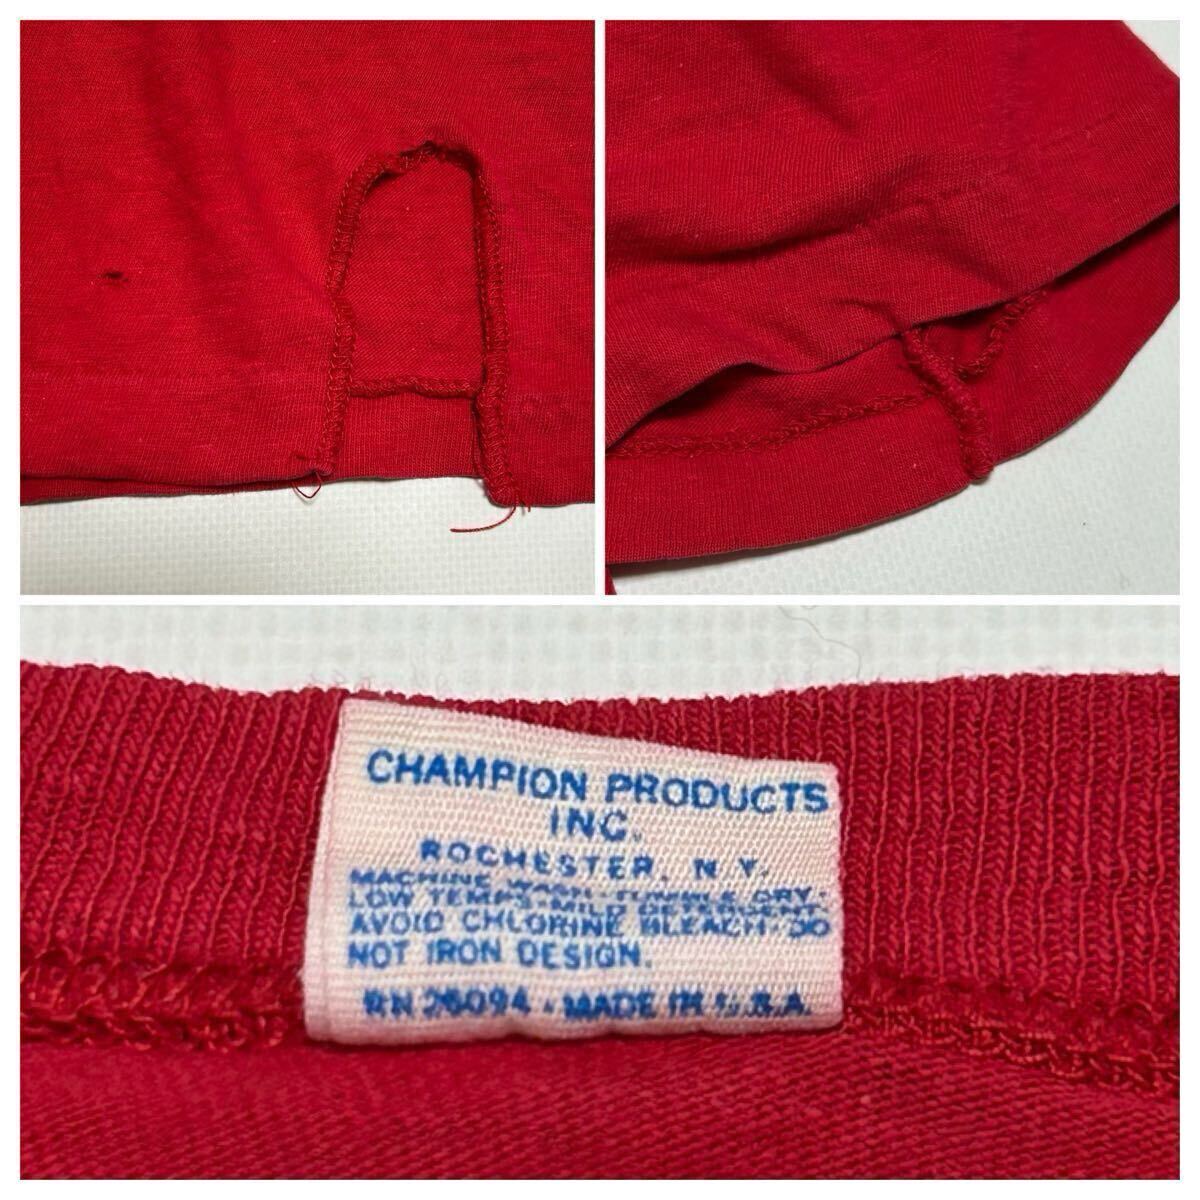 CHAMPION PRODUCTS
INC.
ROCHESTER, N.Y.
MACHINE WASH-TUMBLE DRY-
LOW TEMPS-MILD DETERGENT
AVOID CHLORINE BLEACH-DO
NOT IRON DESIGN.
RN 26094 - MADE IN U.S.A.